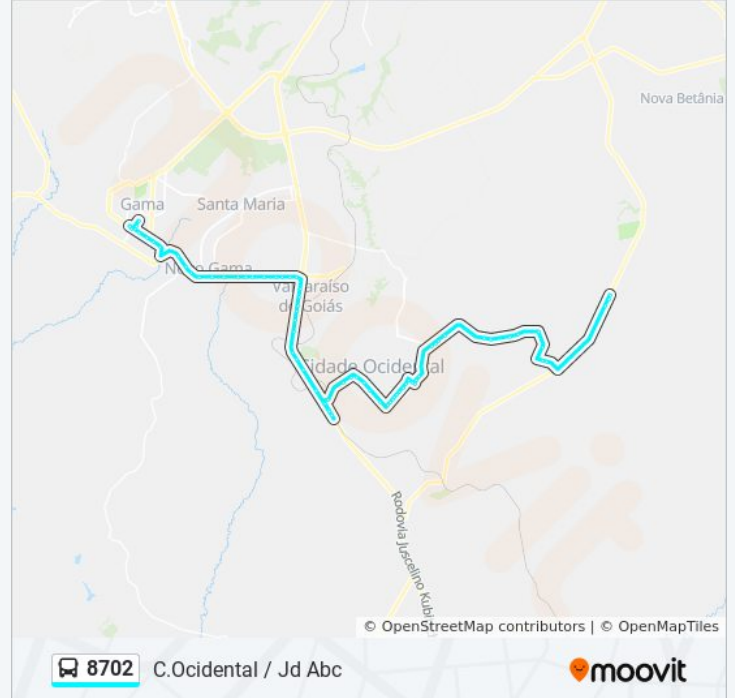 Nova Betânia
Gama
Santa Maria
Novo Gama
Valparaíso
de Goiás
Cidade Ocidental
Rodovia Juscelino
© OpenStreetMap contributors | © OpenMapTiles
8702
C.Ocidental / Jd Abc
moovit